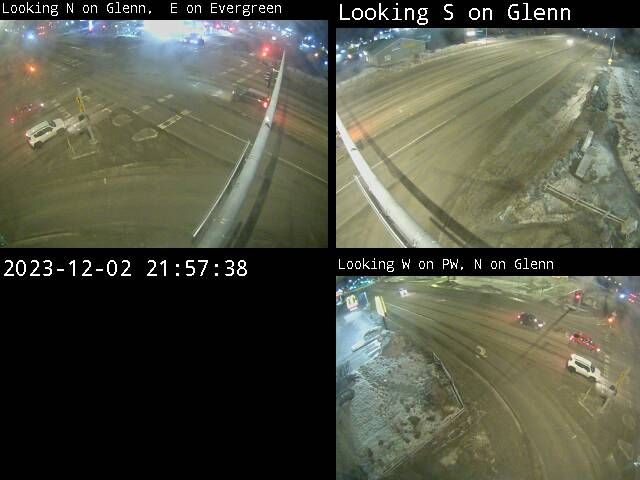 Looking N on Glenn,  E on Evergreen
Looking S on Glenn
2023-12-02 21:57:38
Looking W on PW, N on Glenn